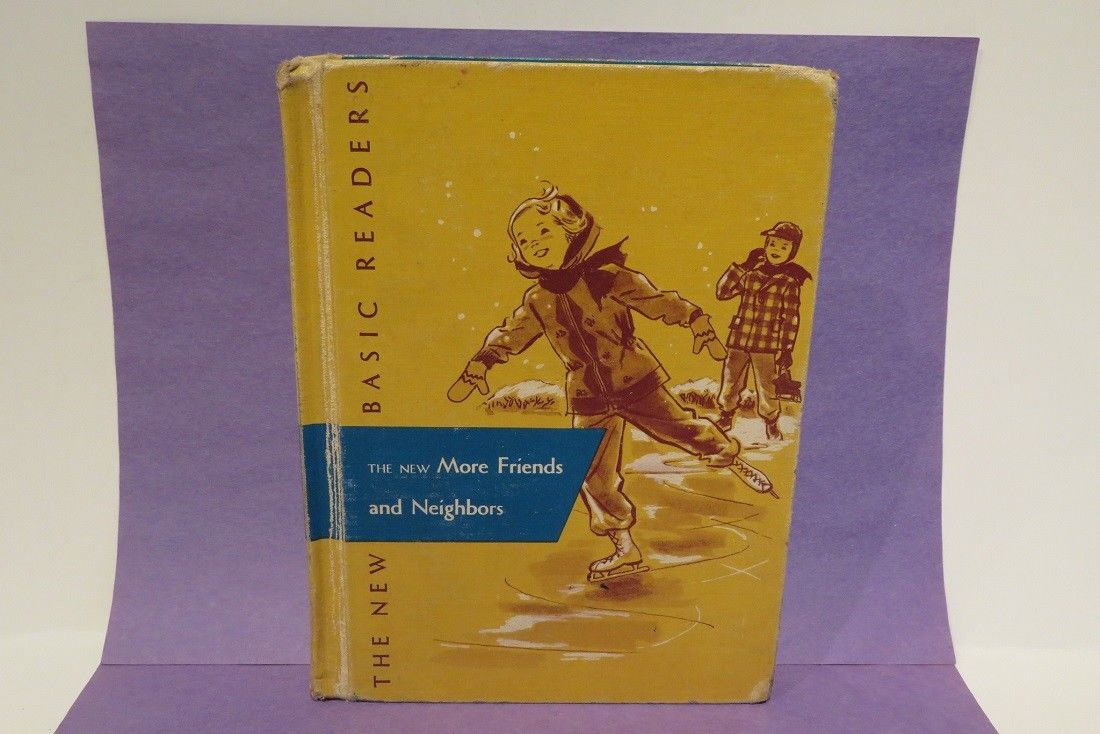 THE NEW BASIC READERS
THE NEW More Friends
and Neighbors